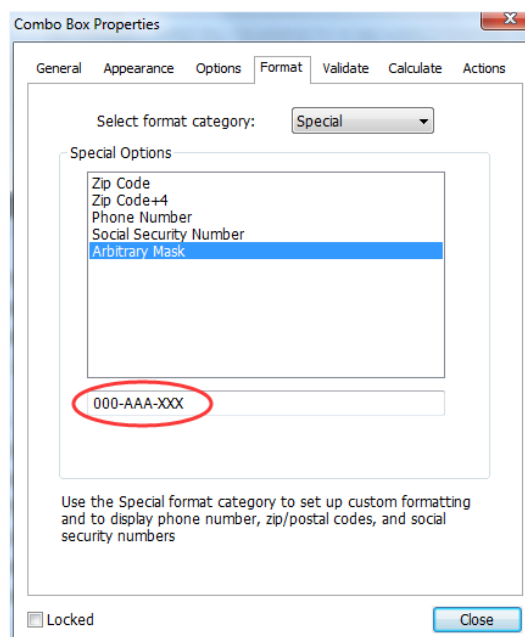 Combo Box Properties
General Appearance Options Format Validate Calculate Actions
Select format category: Special
Special Options
Zip Code
Zip Code+4
Phone Number
Social Security Number
Arbitrary Mask
000-AAA-XXX
Use the Special format category to set up custom formatting
and to display phone number, zip/postal codes, and social
security numbers
Locked Close